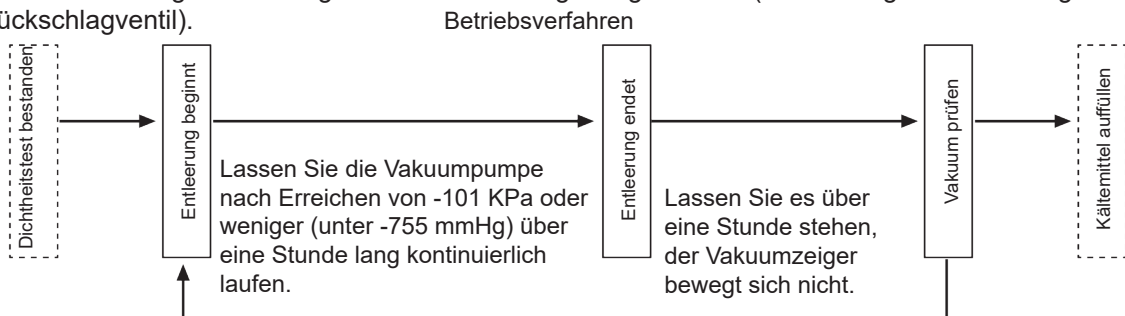 ückschlagventil).
Betriebsverfahren
Dichtheitstest bestanden
Entleerung beginnt
Lassen Sie die Vakuumpumpe
nach Erreichen von -101 KPa oder
weniger (unter -755 mmHg) über
eine Stunde lang kontinuierlich
laufen.
Entleerung endet
Lassen Sie es über
eine Stunde stehen,
der Vakuumzeiger
bewegt sich nicht.
Vakuum prüfen
Kältemittel auffüllen